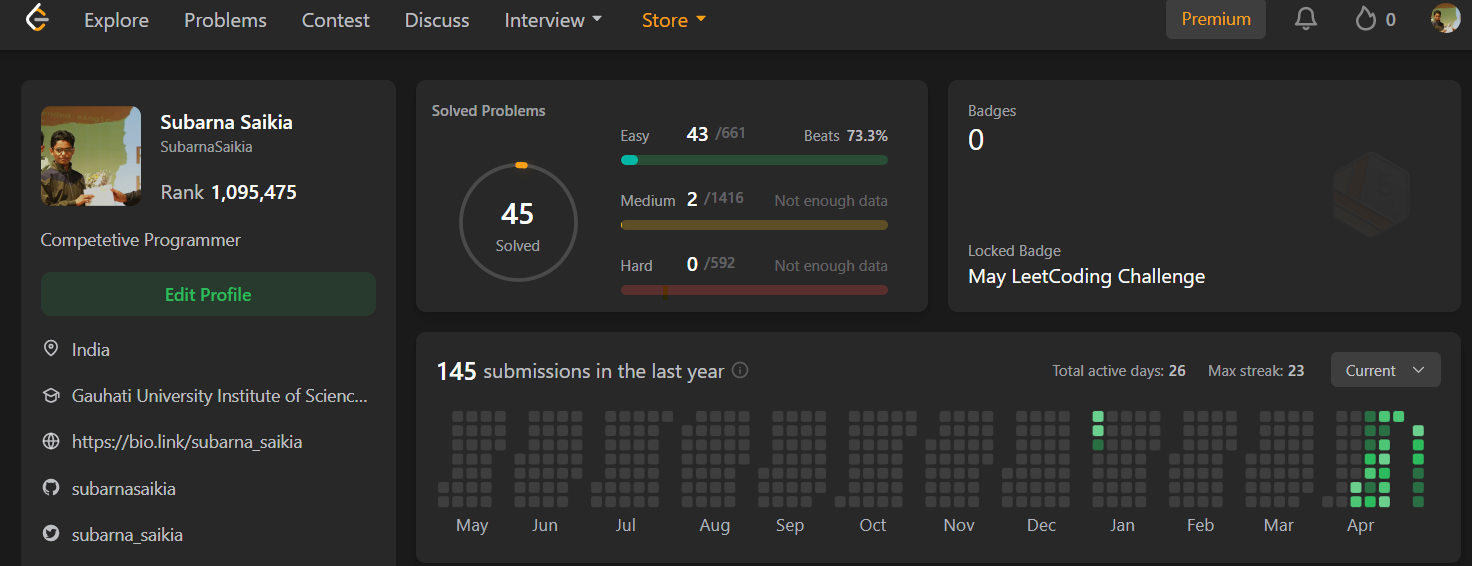 Explore Problems Contest Discuss Interview Store Premium 0
Subarna Saikia
SubarnaSaikia
Rank 1,095,475
Competetive Programmer
Edit Profile
India
Gauhati University Institute of Scienc...
https://bio.link/subarna_saikia
subarnasaikia
subarna_saikia
Solved Problems
45
Solved
Easy 43 /661 Beats 73.3%
Medium 2 /1416 Not enough data
Hard 0 /592 Not enough data
Badges
0
Locked Badge
May LeetCoding Challenge
145 submissions in the last year Total active days: 26 Max streak: 23 Current
May Jun Jul Aug Sep Oct Nov Dec Jan Feb Mar Apr